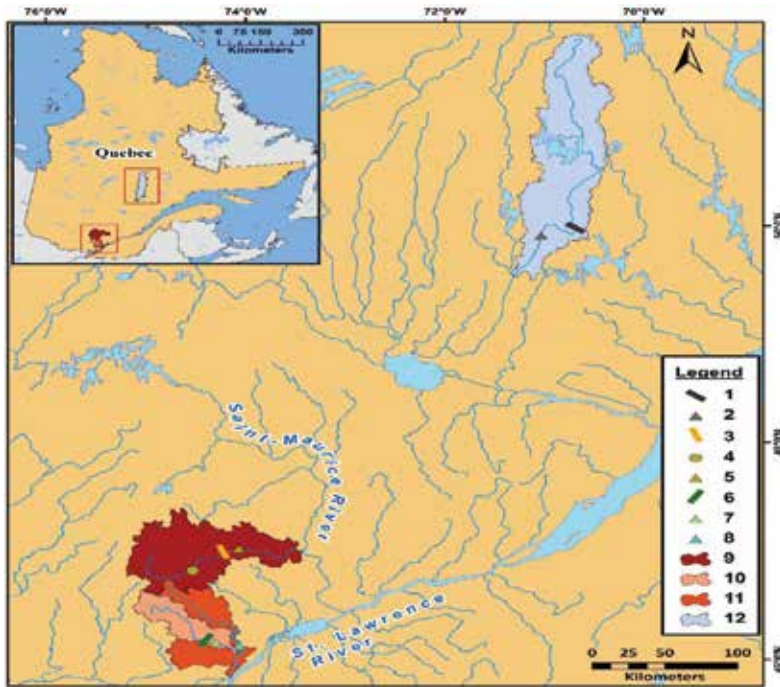 76°0'W 74°0'W 72°0'W 70°0'W
0 75 150 300
Kilometers
Quebec
N
Saint-Maurice River
St. Lawrence
River
Legend
1
2
3
4
5
6
7
8
9
10
11
12
0 25 50 100
Kilometers